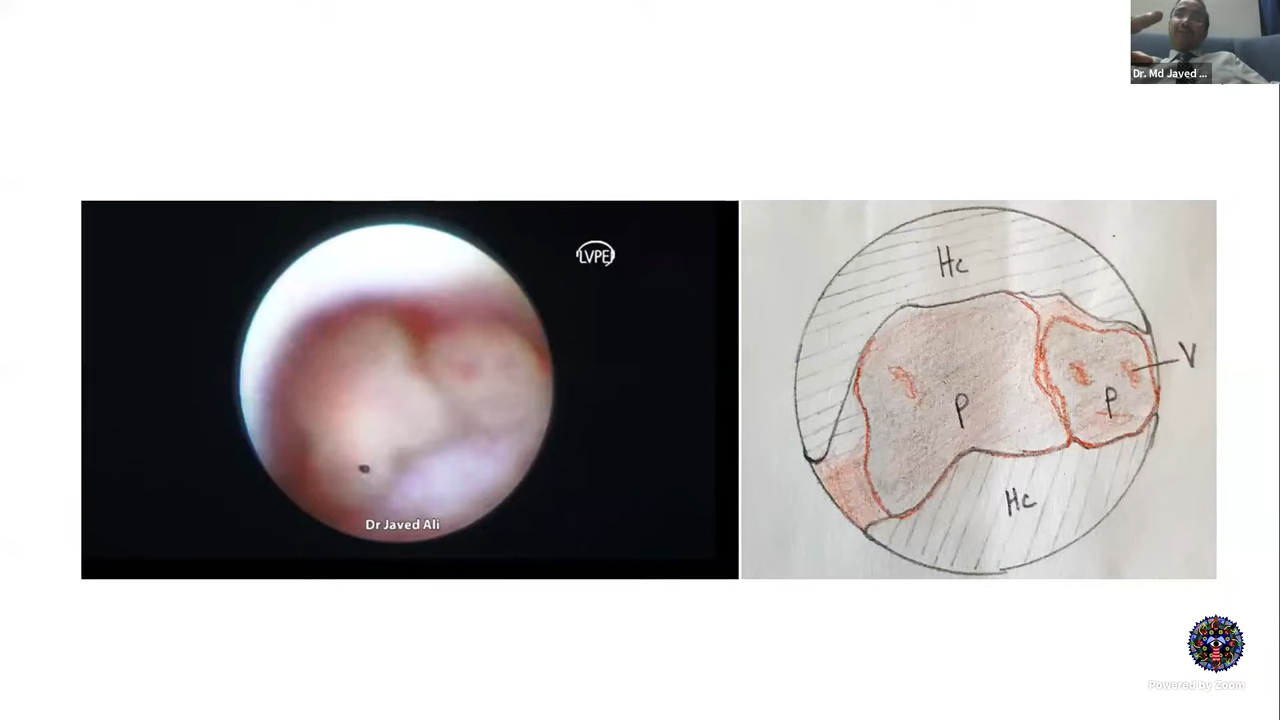 Dr. Md Javed ...
LVPEI
Dr Javed Ali
Hc
P
P
V
Hc
Powered by Zoom